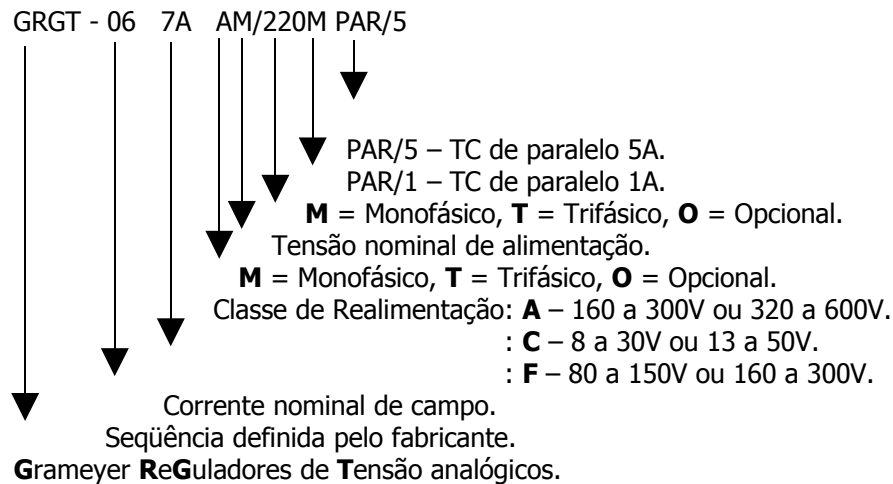 GRGT - 06 7A AM/220M PAR/5
PAR/5 – TC de paralelo 5A.
PAR/1 – TC de paralelo 1A.
M = Monofásico, T = Trifásico, O = Opcional.
Tensão nominal de alimentação.
M = Monofásico, T = Trifásico, O = Opcional.
Classe de Realimentação: A – 160 a 300V ou 320 a 600V.
: C – 8 a 30V ou 13 a 50V.
: F – 80 a 150V ou 160 a 300V.
Corrente nominal de campo.
Seqüência definida pelo fabricante.
Grameyer ReGuladores de Tensão analógicos.